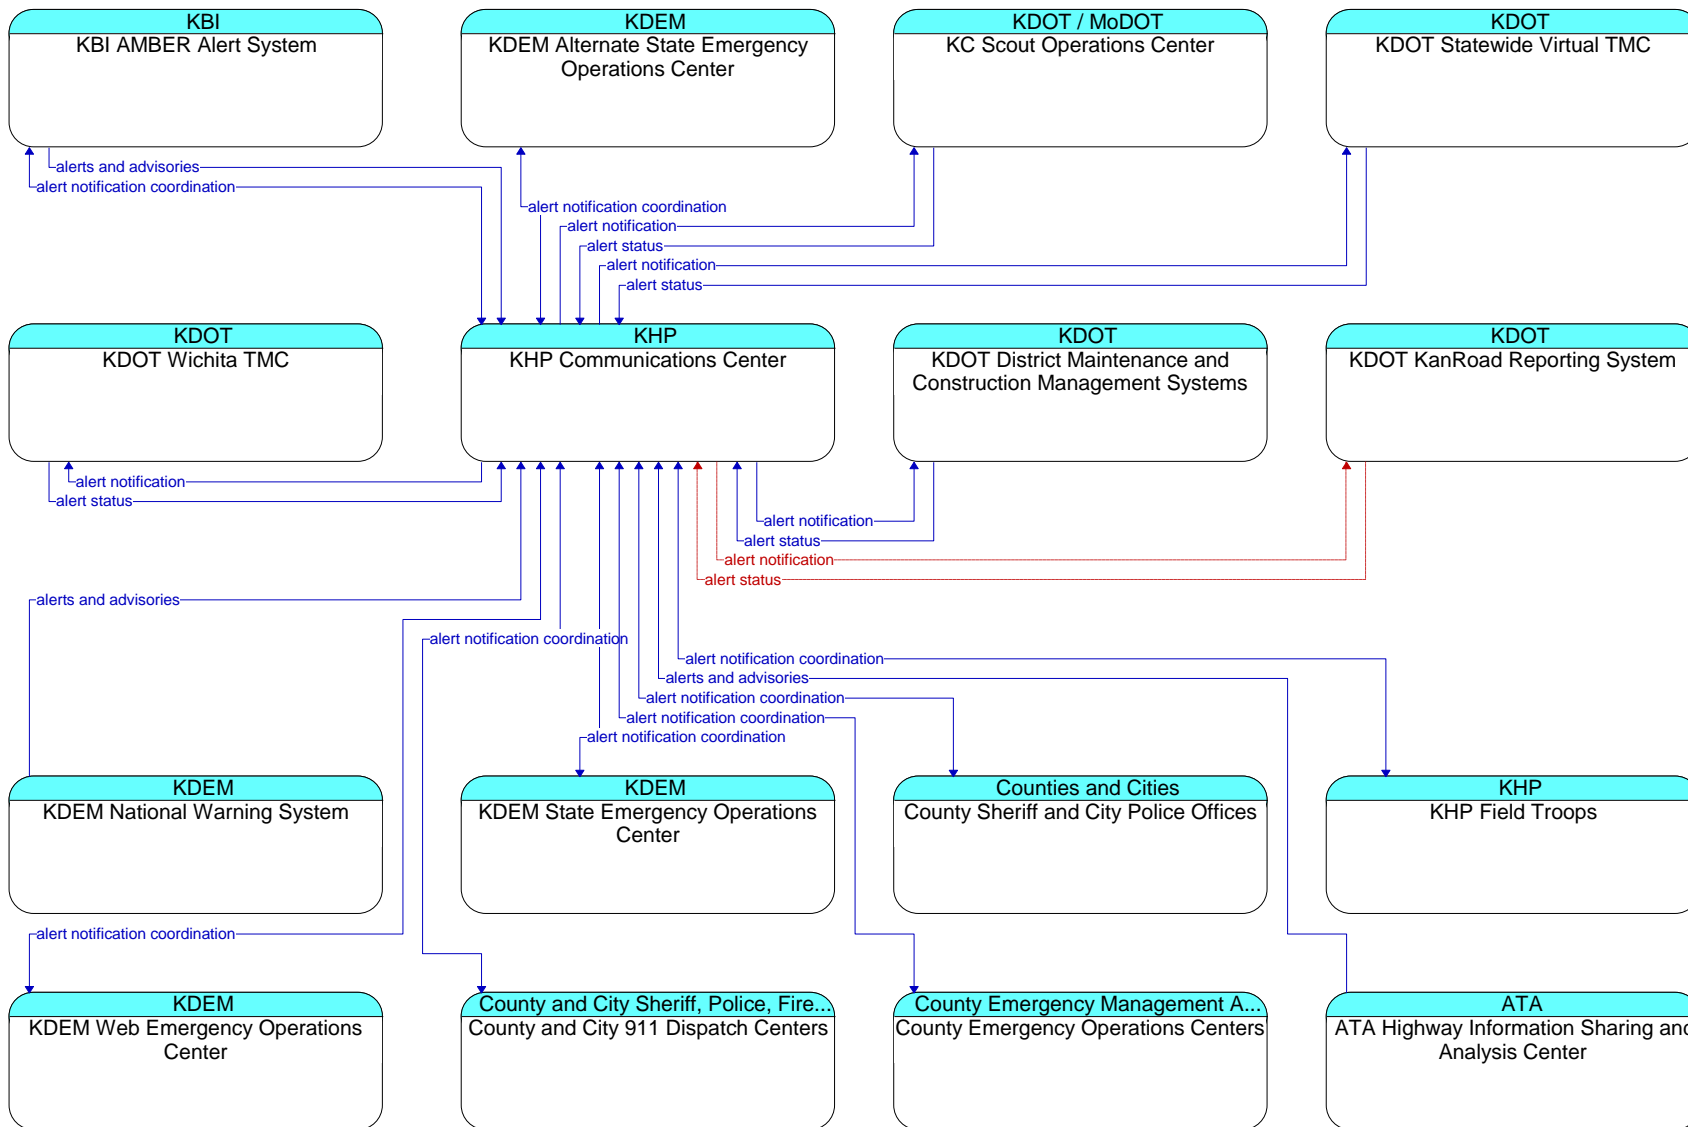 KBI
KBI AMBER Alert System
KDEM
KDEM Alternate State Emergency
Operations Center
KDOT / MoDOT
KC Scout Operations Center
KDOT
KDOT Statewide Virtual TMC
alerts and advisories
alert notification coordination
alert notification coordination
alert notification
alert status
alert notification
alert status
KDOT
KDOT Wichita TMC
KHP
KHP Communications Center
KDOT
KDOT District Maintenance and
Construction Management Systems
KDOT
KDOT KanRoad Reporting System
alert notification
alert status
alert notification
alert status
alert notification
alert status
alerts and advisories
alert notification coordination
alert notification coordination
alerts and advisories
alert notification coordination
alert notification coordination
alert notification coordination
KDEM
KDEM National Warning System
KDEM
KDEM State Emergency Operations
Center
Counties and Cities
County Sheriff and City Police Offices
KHP
KHP Field Troops
alert notification coordination
KDEM
KDEM Web Emergency Operations
Center
County and City Sheriff, Police, Fire...
County and City 911 Dispatch Centers
County Emergency Management A...
County Emergency Operations Centers
ATA
ATA Highway Information Sharing and
Analysis Center